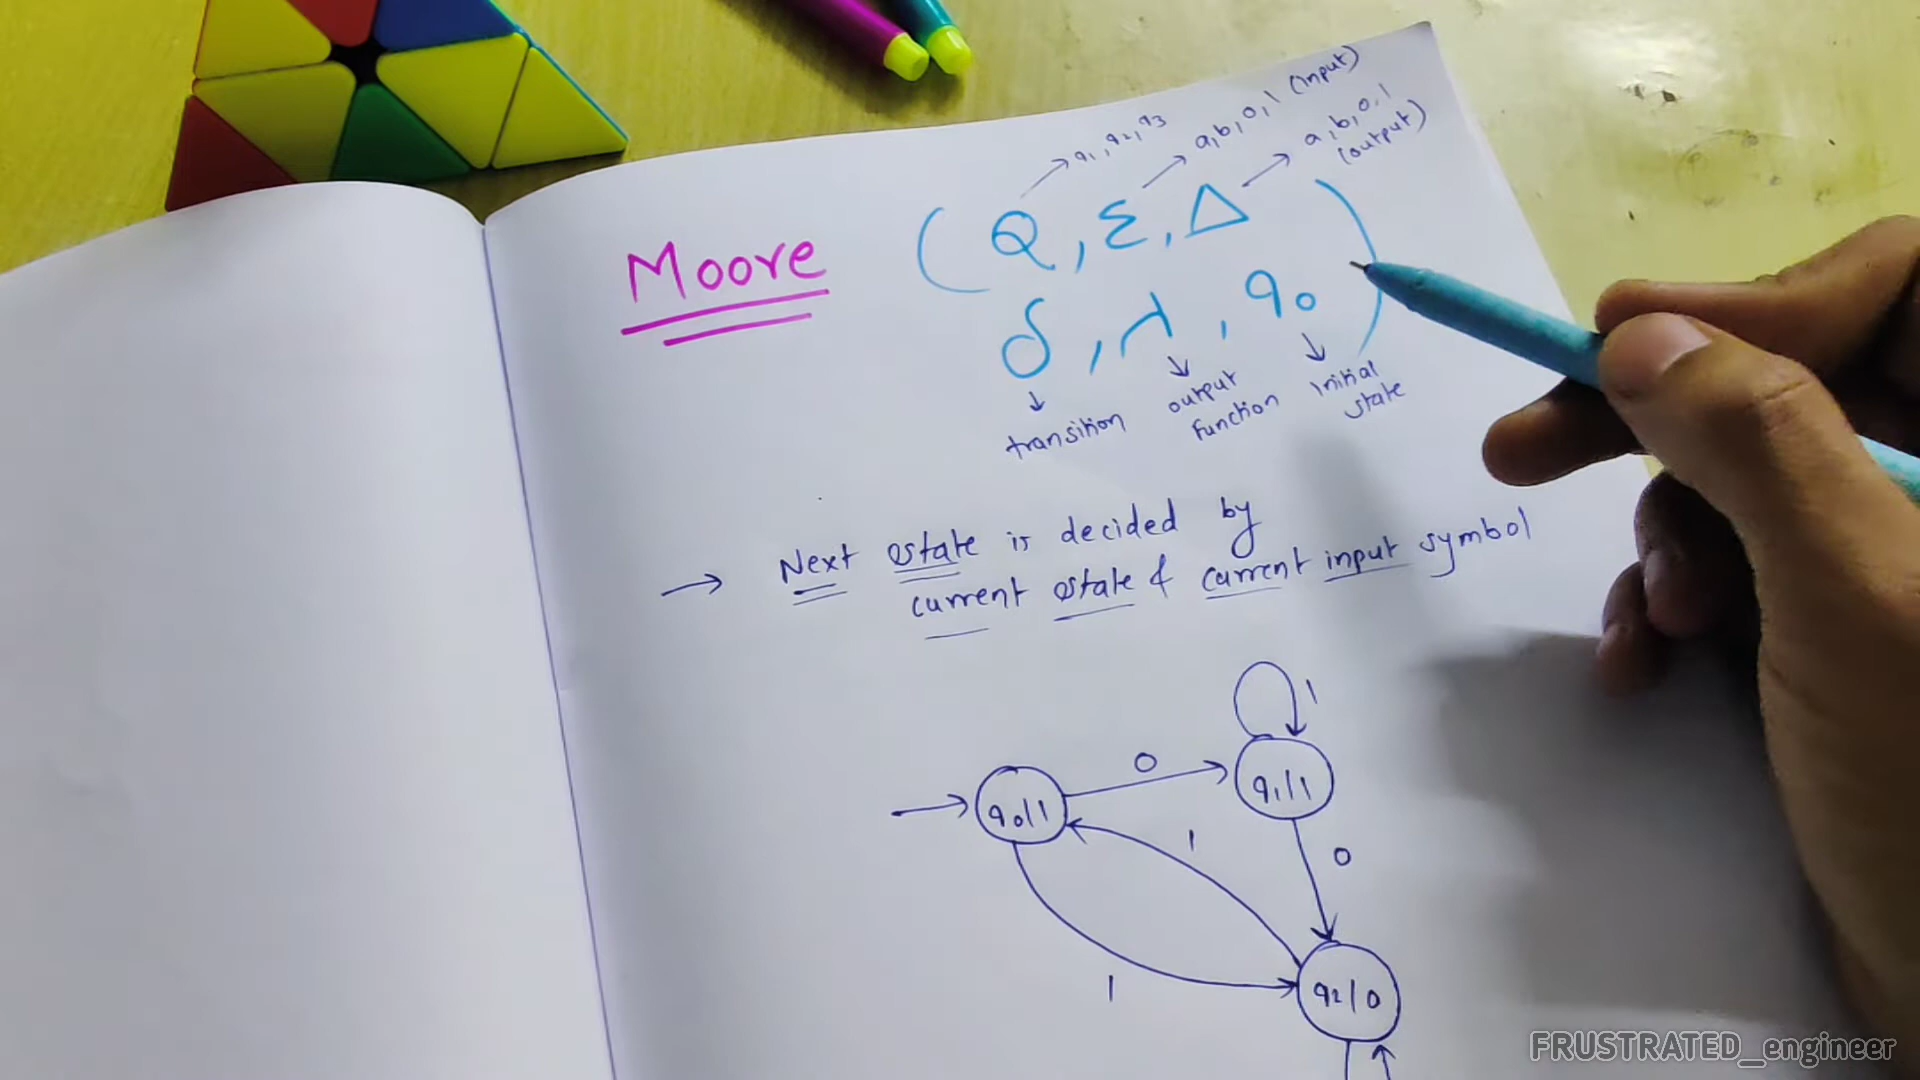 q1, q2, q3
a, b, 0, 1 (input)
a, b, 0, 1
(output)
Moore
( Q, Σ, Δ
δ, λ, q0 )
transition
output
function
initial
state
→ Next state is decided by
current state & current input symbol
1
0
q0/1
q1/1
1
0
1
q2/0
FRUSTRATED_engineer